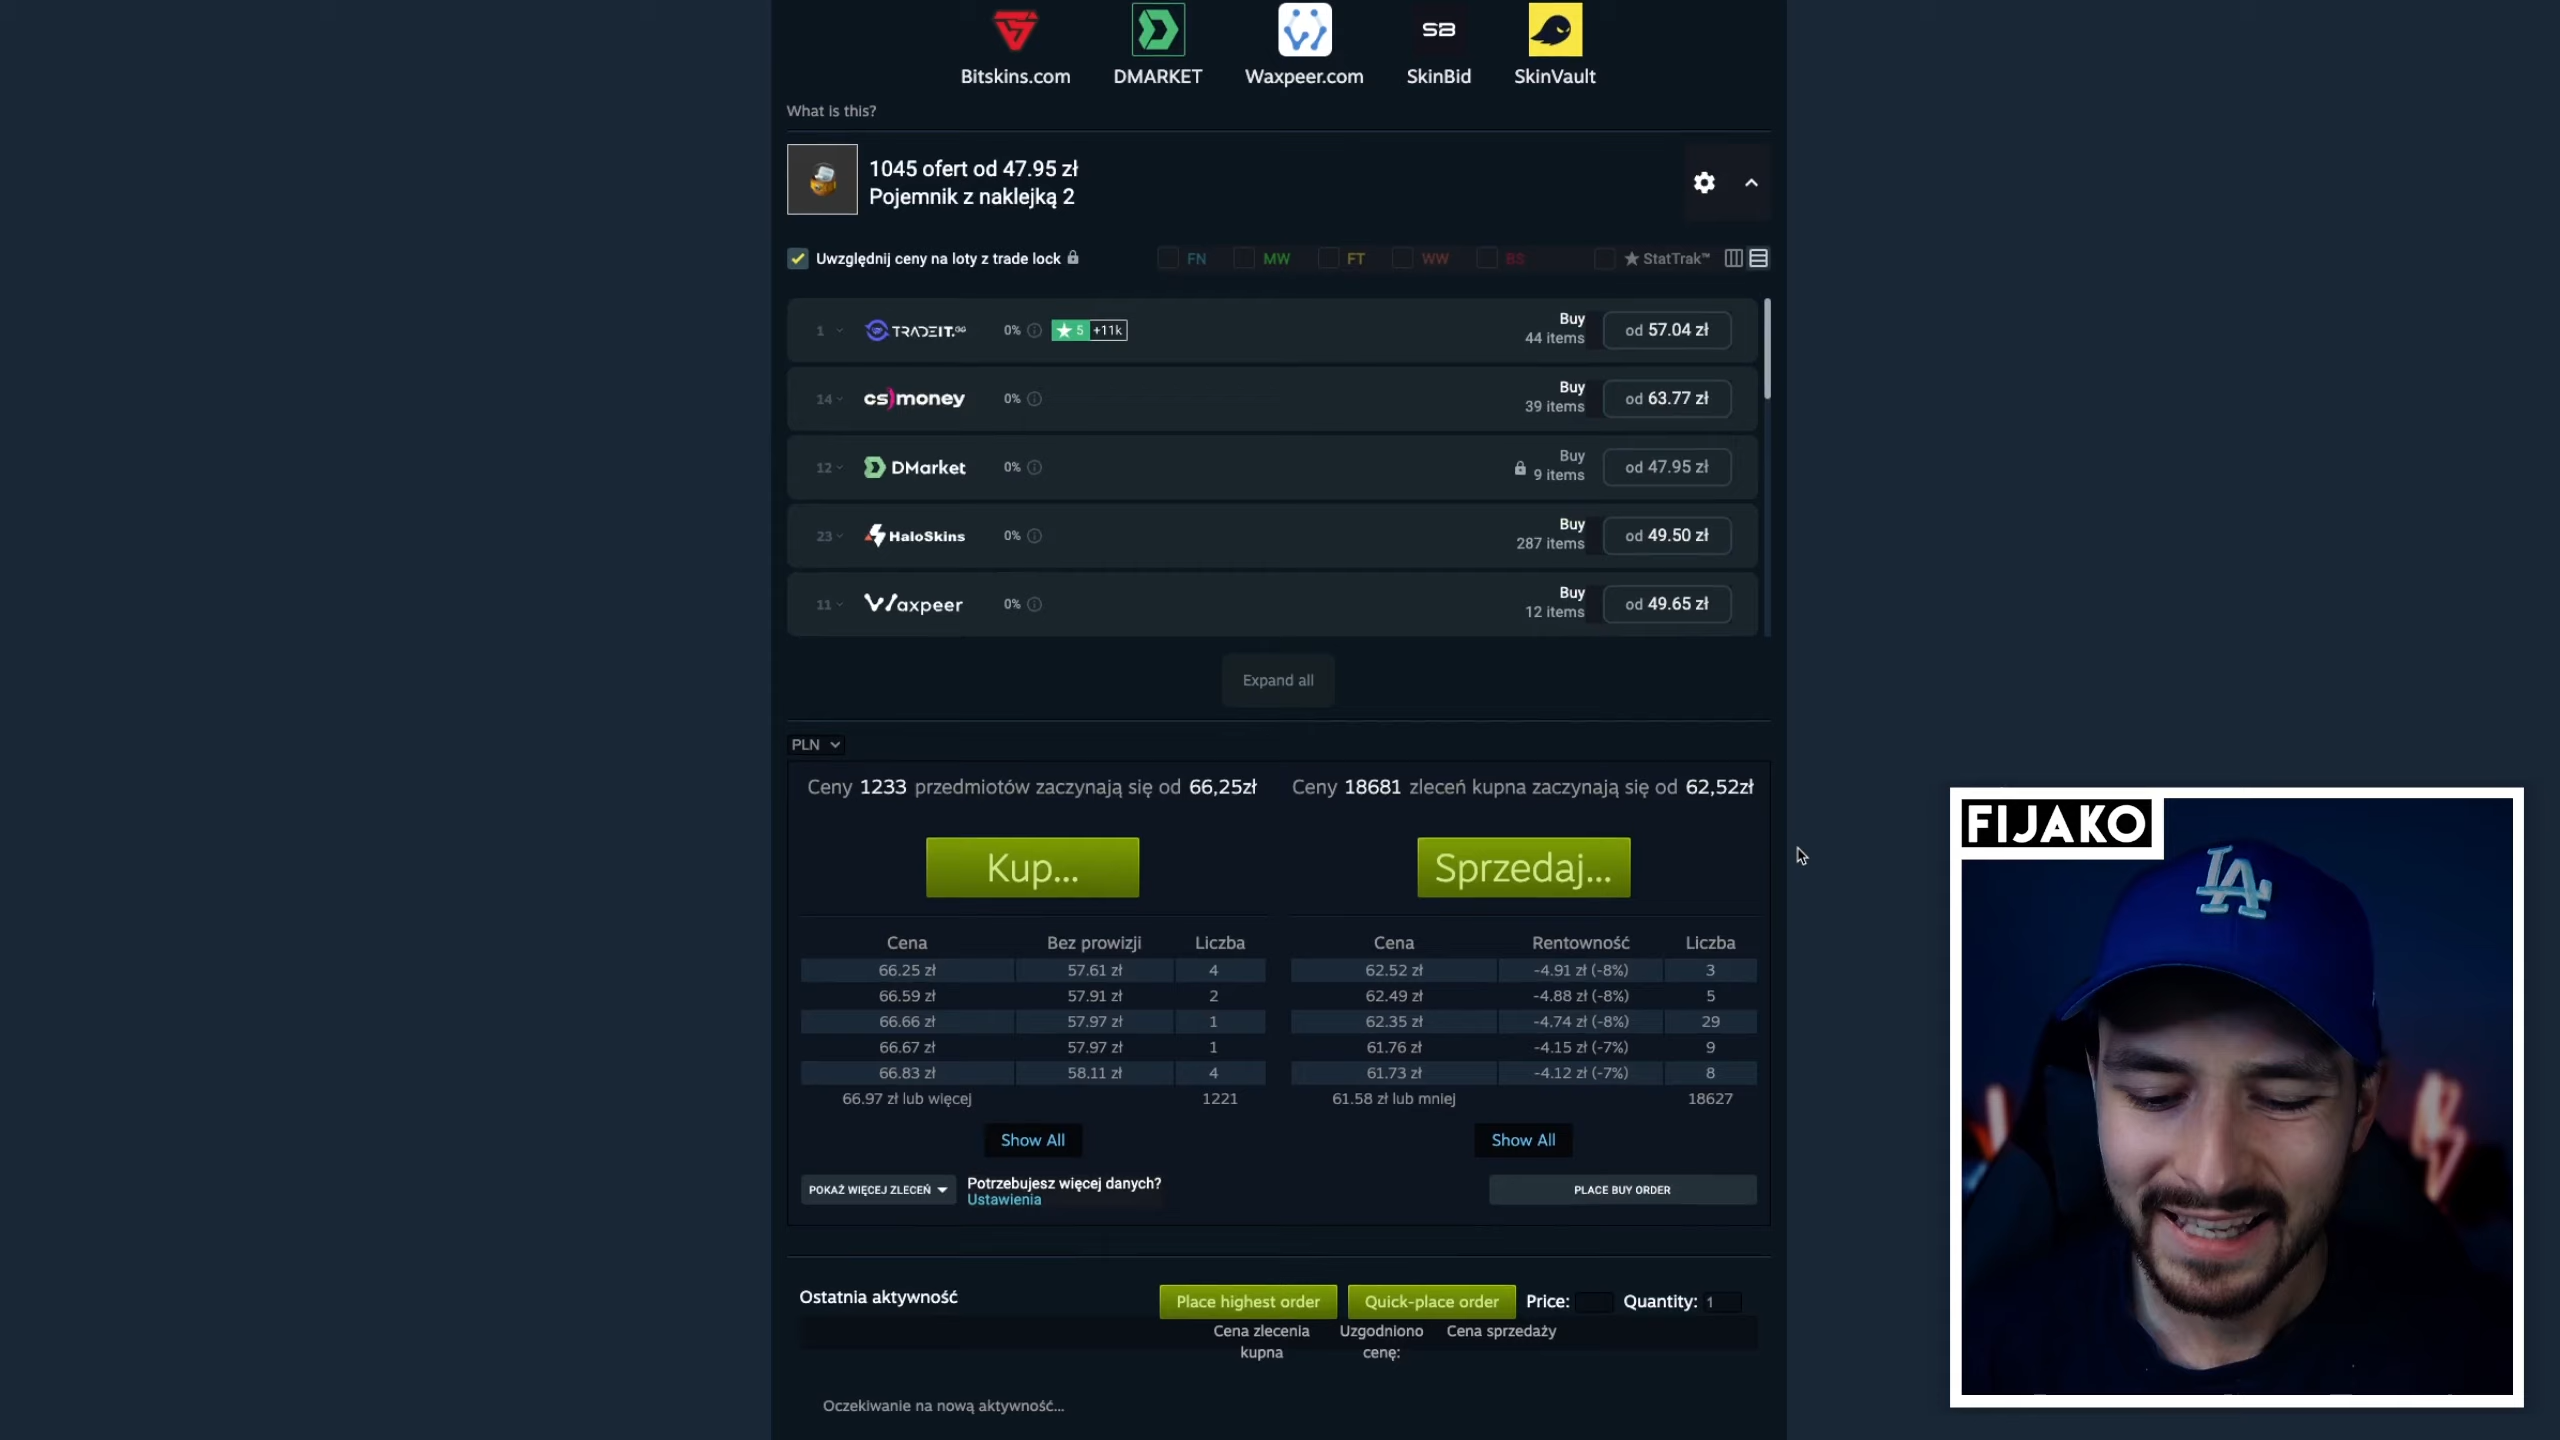 SB
Bitskins.com DMARKET Waxpeer.com SkinBid SkinVault
What is this?
1045 ofert od 47.95 zł
Pojemnik z naklejką 2
Uwzględnij ceny na loty z trade lock FN MW FT WW BS ★ StatTrak™
1 TRADEIT.GG 0% ★ 5 +11k Buy 44 items od 57.04 zł
14 cs)money 0% Buy 39 items od 63.77 zł
12 DMarket 0% Buy 9 items od 47.95 zł
23 HaloSkins 0% Buy 287 items od 49.50 zł
11 Waxpeer 0% Buy 12 items od 49.65 zł
Expand all
PLN
Ceny 1233 przedmiotów zaczynają się od 66,25zł Ceny 18681 zleceń kupna zaczynają się od 62,52zł
Kup... Sprzedaj...
Cena Bez prowizji Liczba Cena Rentowność Liczba
66.25 zł 57.61 zł 4 62.52 zł -4.91 zł (-8%) 3
66.59 zł 57.91 zł 2 62.49 zł -4.88 zł (-8%) 5
66.66 zł 57.97 zł 1 62.35 zł -4.74 zł (-8%) 29
66.67 zł 57.97 zł 1 61.76 zł -4.15 zł (-7%) 9
66.83 zł 58.11 zł 4 61.73 zł -4.12 zł (-7%) 8
66.97 zł lub więcej 1221 61.58 zł lub mniej 18627
Show All Show All
POKAŻ WIĘCEJ ZLECEŃ Potrzebujesz więcej danych?
Ustawienia
PLACE BUY ORDER
Ostatnia aktywność Place highest order Quick-place order Price: Quantity: 1
Cena zlecenia kupna Uzgodniono cenę: Cena sprzedaży
Oczekiwanie na nową aktywność...
FIJAKO
LA